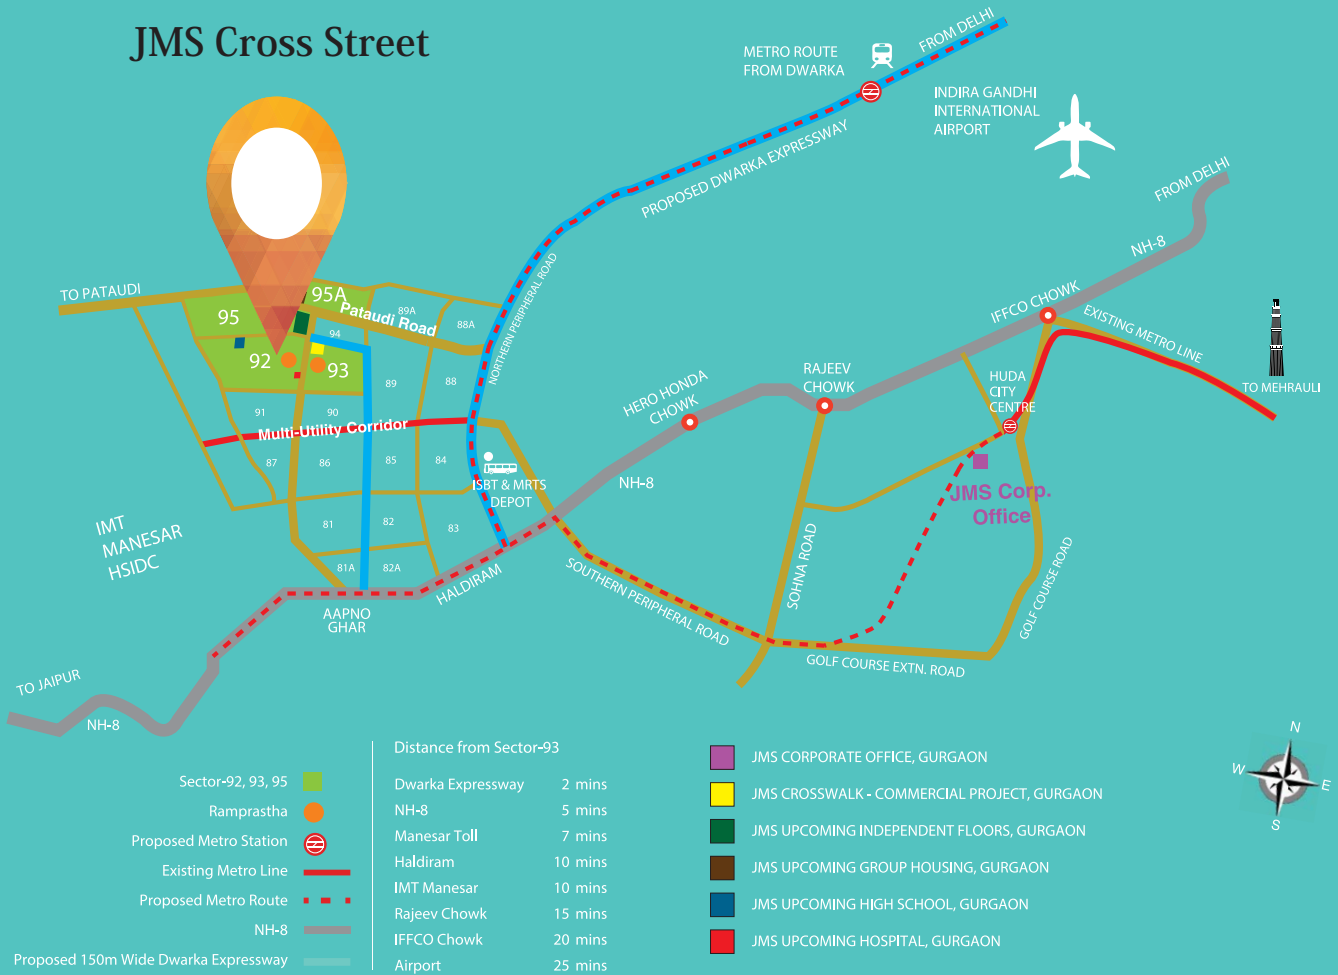 JMS Cross Street
FROM DELHI
METRO ROUTE
FROM DWARKA
INDIRA GANDHI
INTERNATIONAL
AIRPORT
PROPOSED DWARKA EXPRESSWAY
FROM DELHI
NH-8
TO PATAUDI
95A
95
Pataudi Road
89A
88A
94
NORTHERN PERIPHERAL ROAD
IFFCO CHOWK
EXISTING METRO LINE
TO MEHRAULI
92
93
89
88
RAJEEV
CHOWK
HUDA
CITY
CENTRE
HERO HONDA
CHOWK
91
90
Multi-Utility Corridor
87
86
85
84
ISBT & MRTS
DEPOT
NH-8
JMS Corp.
Office
IMT
MANESAR
HSIDC
81
82
83
81A
82A
HALDIRAM
AAPNO
GHAR
SOUTHERN PERIPHERAL ROAD
SOHNA ROAD
GOLF COURSE ROAD
GOLF COURSE EXTN. ROAD
TO JAIPUR
NH-8
Sector-92, 93, 95
Ramprastha
Proposed Metro Station
Existing Metro Line
Proposed Metro Route
NH-8
Proposed 150m Wide Dwarka Expressway
Distance from Sector-93
Dwarka Expressway 2 mins
NH-8 5 mins
Manesar Toll 7 mins
Haldiram 10 mins
IMT Manesar 10 mins
Rajeev Chowk 15 mins
IFFCO Chowk 20 mins
Airport 25 mins
JMS CORPORATE OFFICE, GURGAON
JMS CROSSWALK - COMMERCIAL PROJECT, GURGAON
JMS UPCOMING INDEPENDENT FLOORS, GURGAON
JMS UPCOMING GROUP HOUSING, GURGAON
JMS UPCOMING HIGH SCHOOL, GURGAON
JMS UPCOMING HOSPITAL, GURGAON
N
W
E
S